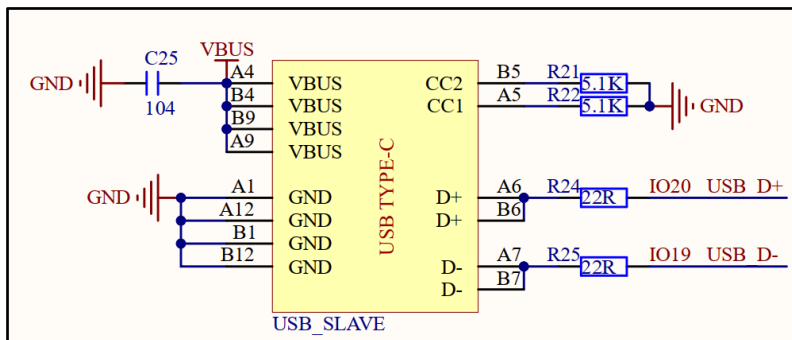 C25
VBUS
GND
104
A4
VBUS
B4
VBUS
B9
VBUS
A9
VBUS
GND
A1
GND
A12
GND
B1
GND
B12
GND
USB TYPE-C
CC2
B5
R21
5.1K
CC1
A5
R22
5.1K
GND
D+
A6
R24
22R
IO20 USB_D+
D+
B6
D-
A7
R25
22R
IO19 USB_D-
D-
B7
USB_SLAVE